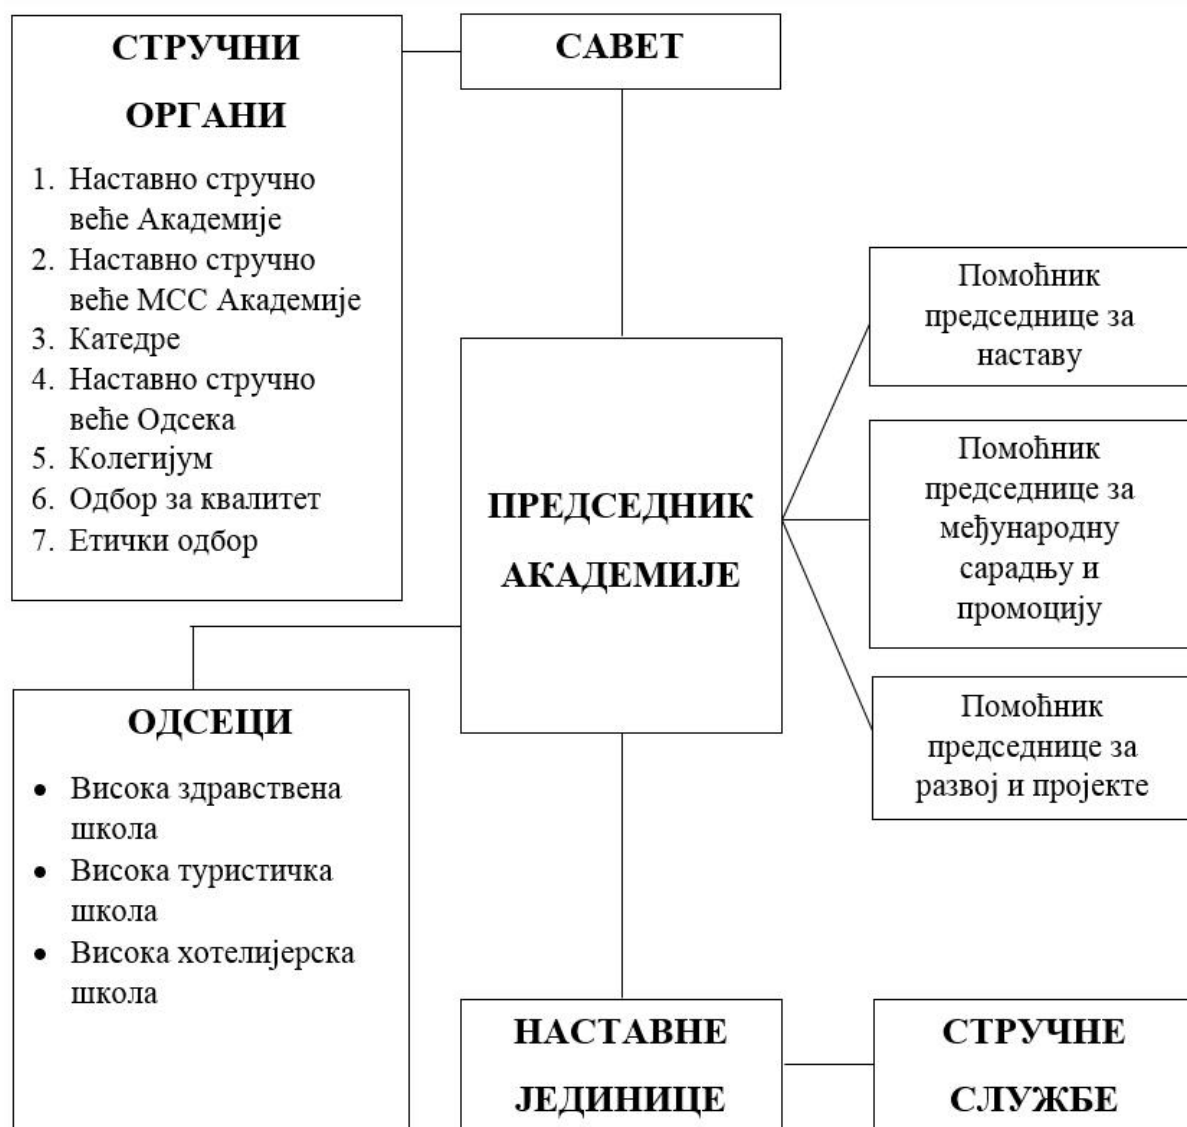 СТРУЧНИ
ОРГАНИ
1. Наставно стручно
веће Академије
2. Наставно стручно
веће МСС Академије
3. Катедре
4. Наставно стручно
веће Одсека
5. Колегијум
6. Одбор за квалитет
7. Етички одбор
САВЕТ
ПРЕДСЕДНИК
АКАДЕМИЈЕ
Помоћник
председнице за
наставу
Помоћник
председнице за
међународну
сарадњу и
промоцију
Помоћник
председнице за
развој и пројекте
ОДСЕЦИ
• Висока здравствена
школа
• Висока туристичка
школа
• Висока хотелијерска
школа
НАСТАВНЕ
ЈЕДИНИЦЕ
СТРУЧНЕ
СЛУЖБЕ